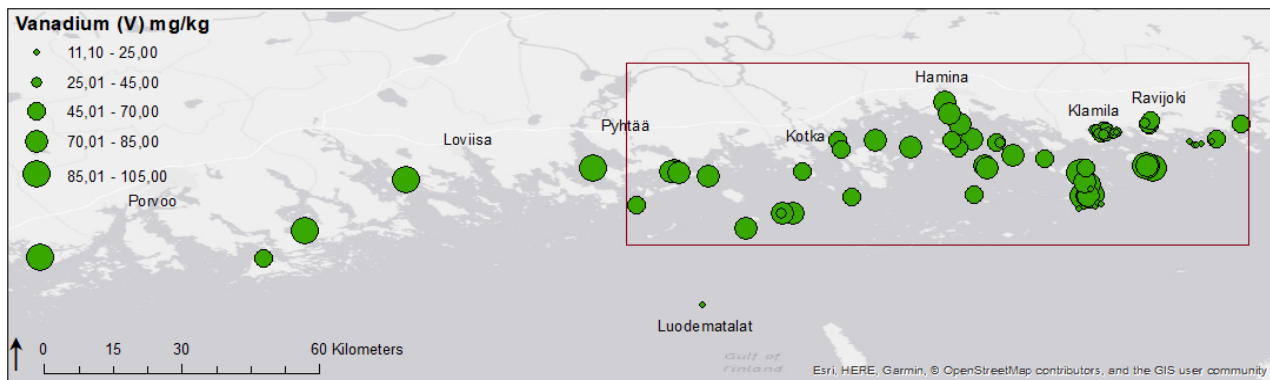 Vanadium (V) mg/kg
11,10 - 25,00
25,01 - 45,00
45,01 - 70,00
70,01 - 85,00
85,01 - 105,00
Hamina
Klamila
Ravijoki
Pyhtää
Kotka
Loviisa
Porvoo
Luodematalat
0 15 30 60 Kilometers
Gulf of
Finland
Esri, HERE, Garmin, © OpenStreetMap contributors, and the GIS user community